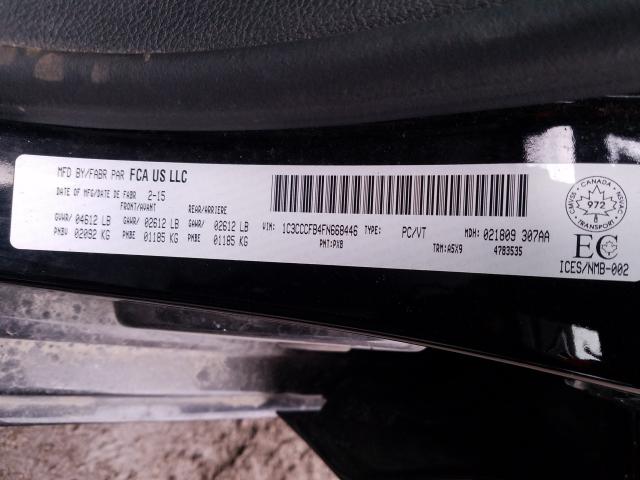 MFD BY/FABR PAR FCA US LLC
DATE OF MFG/DATE DE FABR 2-15
FRONT/AVANT REAR/ARRIERE
GVWR/ 04612 LB GAWR/ 02612 LB GAWR/ 02612 LB
PNBV 02092 KG PNBE 01185 KG PNBE 01185 KG
VIN: 1C3CCCFB4FN668446 TYPE: PC/VT MDH: 021809 307AA
PNT:PX8 TRM:A5X9 4783535
CANADA
CMVSS NSVAC
972
TRANSPORT
EC
ICES/NMB-002